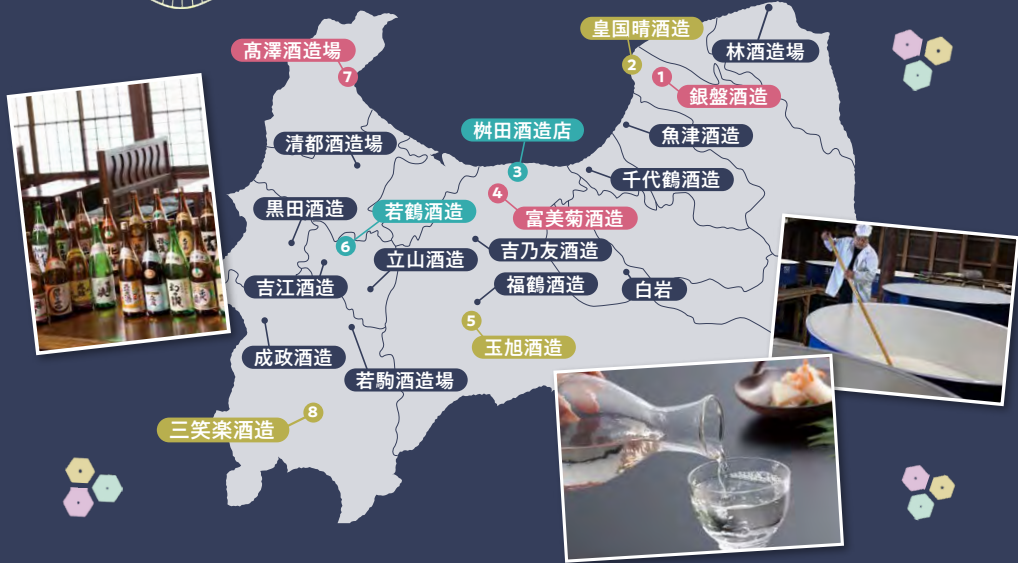 皇国晴酒造
林酒造場
髙澤酒造場
2
1
7
銀盤酒造
桝田酒造店
魚津酒造
清都酒造場
3
千代鶴酒造
4
黒田酒造
若鶴酒造
富美菊酒造
6
吉乃友酒造
立山酒造
吉江酒造
福鶴酒造
白岩
5
成政酒造
玉旭酒造
若駒酒造場
8
三笑楽酒造